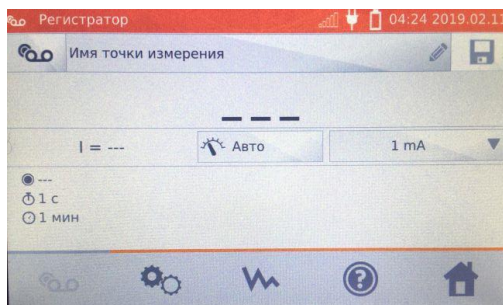 Регистратор 04:24 2019.02.11
Имя точки измерения
---
I = --- Авто 1 mA
---
1 с
1 мин